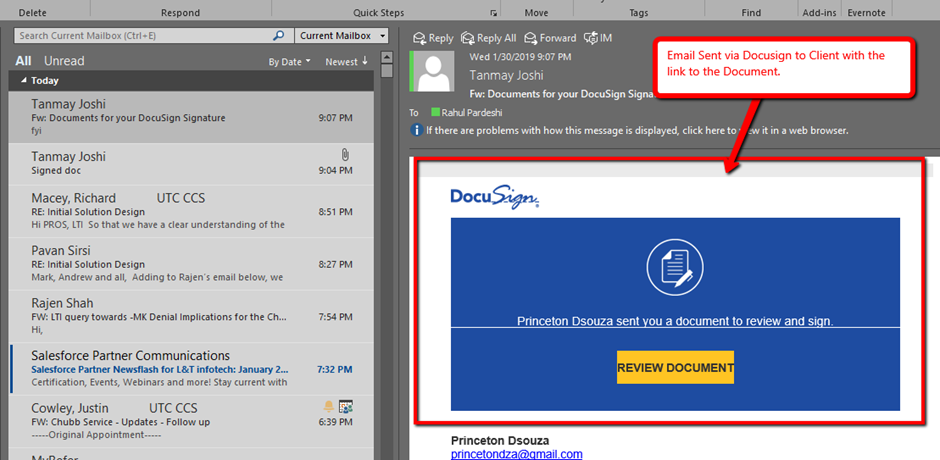 Delete
Respond
Quick Steps
Move
Tags
Find
Add-ins
Evernote
Search Current Mailbox (Ctrl+E)
Current Mailbox
All Unread
By Date
Newest
Today
Tanmay Joshi
Fw: Documents for your DocuSign Signature
9:07 PM
fyi
Tanmay Joshi
Signed doc
9:04 PM
Macey, Richard UTC CCS
RE: Initial Solution Design
8:51 PM
Hi PROS, LTI So that we have a clear understanding of the
Pavan Sirsi
RE: Initial Solution Design
8:27 PM
Mark, Andrew and all, Adding to Rajen's email below, we
Rajen Shah
FW: LTI query towards -MK Denial Implications for the Ch...
7:54 PM
Hi,
Salesforce Partner Communications
Salesforce Partner Newsflash for L&T infotech: January 2...
7:32 PM
Certification, Events, Webinars and more! Stay current with
Cowley, Justin UTC CCS
FW: Chubb Service - Updates - Follow up
6:39 PM
-----Original Appointment-----
Reply Reply All Forward IM
Wed 1/30/2019 9:07 PM
Tanmay Joshi
Fw: Documents for your DocuSign Signatu
To Rahul Pardeshi
If there are problems with how this message is displayed, click here to view it in a web browser.
Email Sent via Docusign to Client with the
link to the Document.
DocuSign
Princeton Dsouza sent you a document to review and sign.
REVIEW DOCUMENT
Princeton Dsouza
princetondza@gmail.com